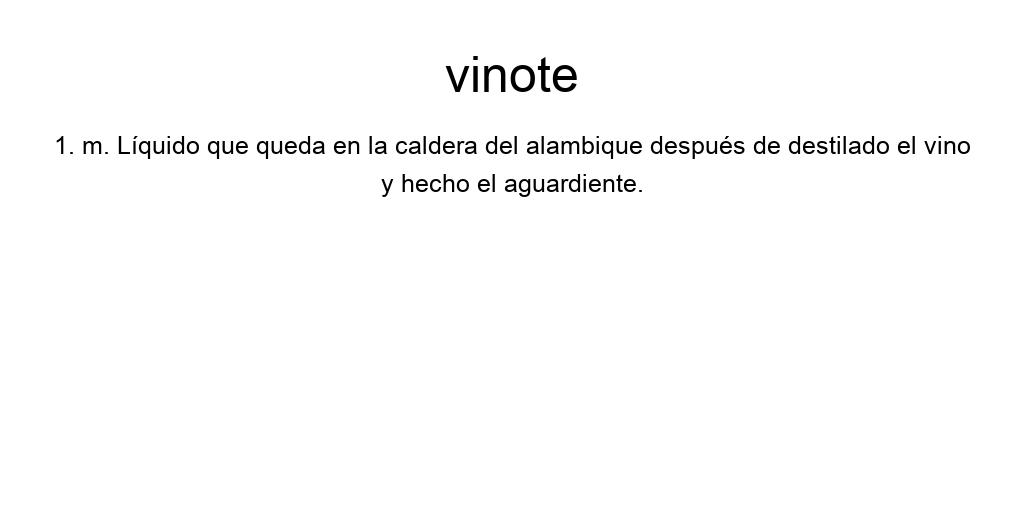 vinote
1. m. Líquido que queda en la caldera del alambique después de destilado el vino
y hecho el aguardiente.